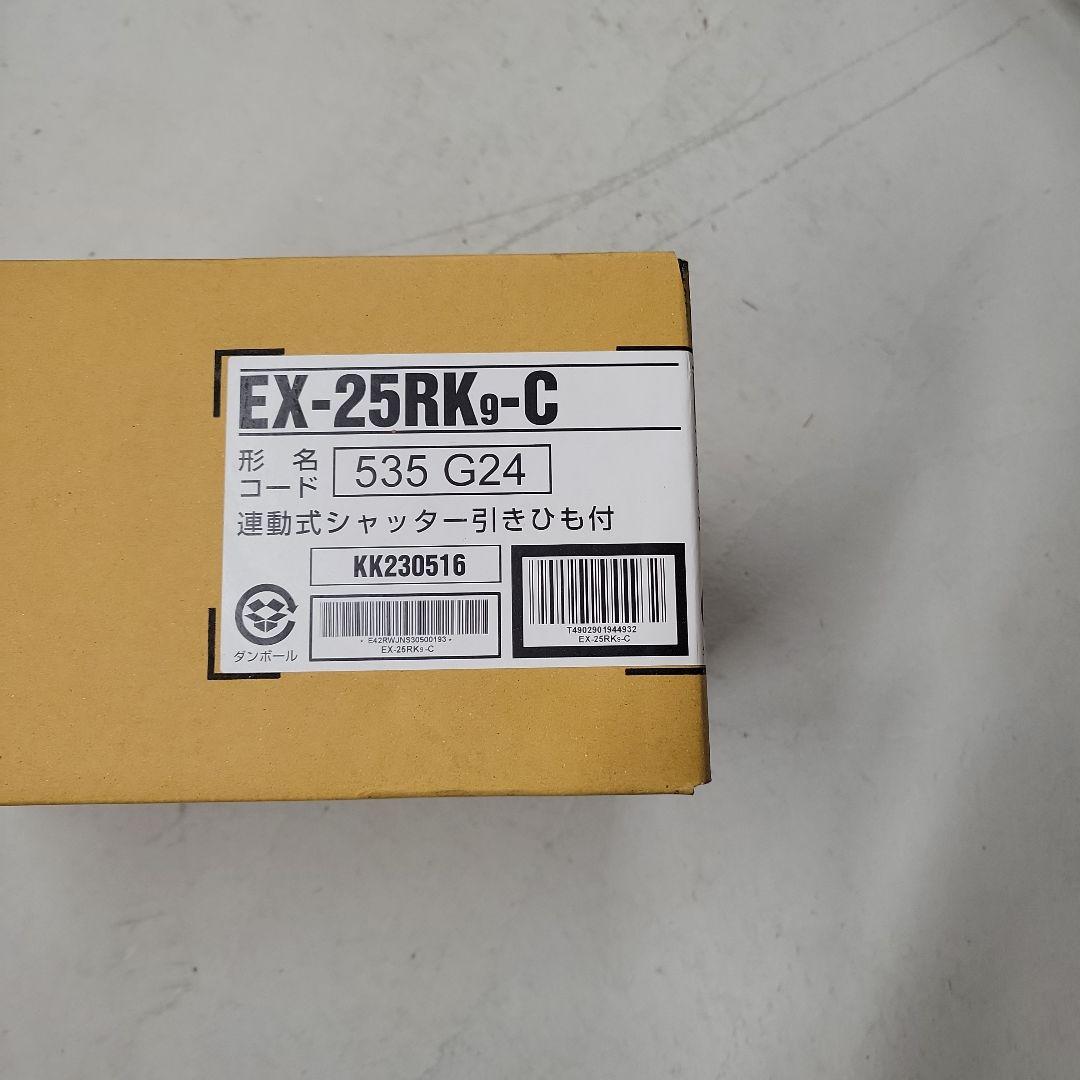 EX-25RK9-C
形 名
コード
535 G24
連動式シャッター引きひも付
KK230516
ダンボール
* E42RWJNS30500193 *
EX-25RK9-C
T4902901944932
EX-25RK9-C